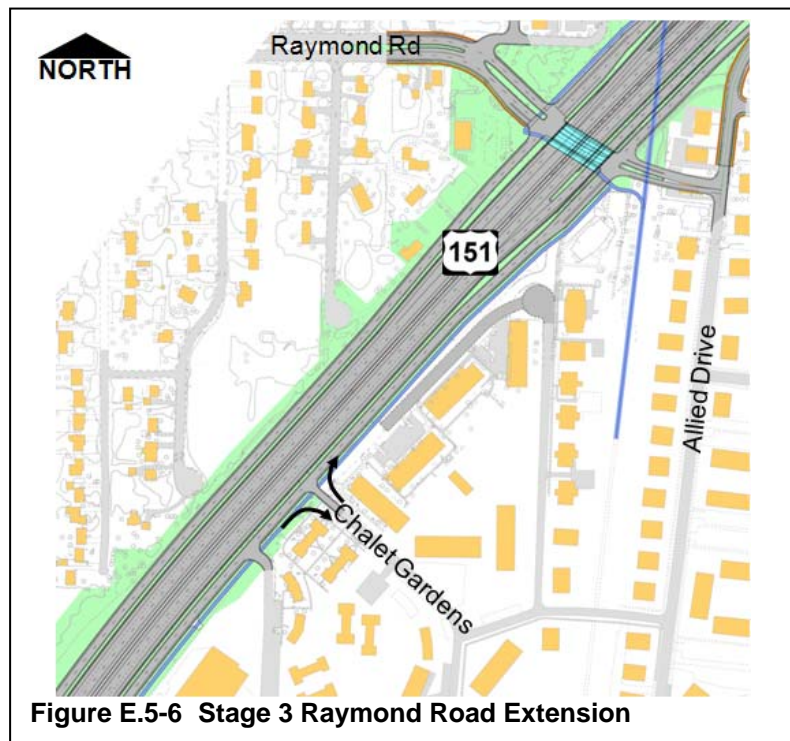 Raymond Rd
NORTH
151
Allied Drive
Chalet Gardens
Figure E.5-6 Stage 3 Raymond Road Extension